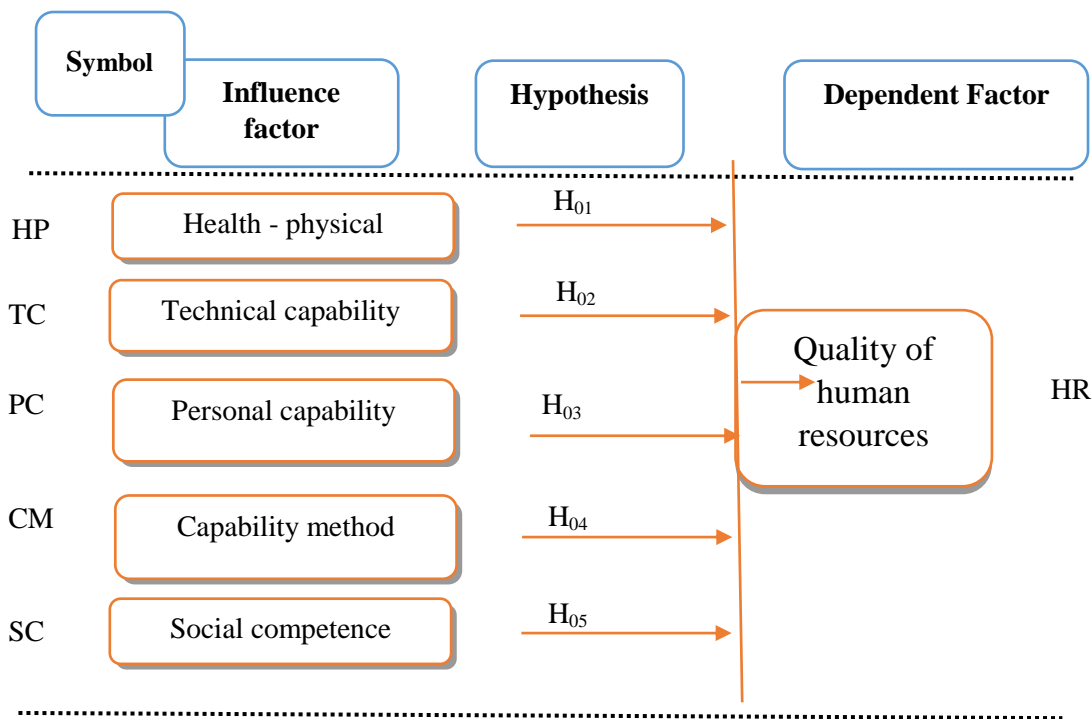 Symbol
Influence
factor
Hypothesis
Dependent Factor
HP
Health - physical
H01
TC
Technical capability
H02
PC
Personal capability
H03
Quality of
human
resources
HR
CM
Capability method
H04
SC
Social competence
H05